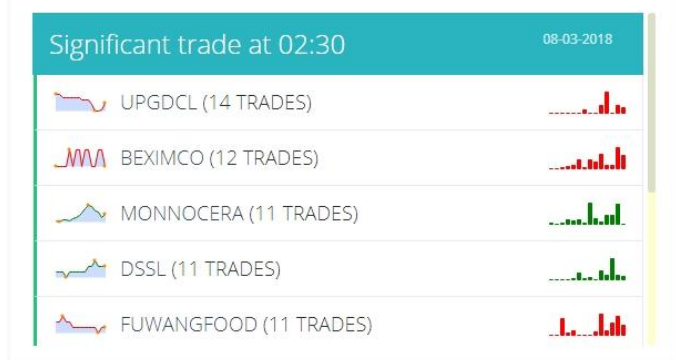 Significant trade at 02:30 08-03-2018
UPGDCL (14 TRADES)
BEXIMCO (12 TRADES)
MONNOCERA (11 TRADES)
DSSL (11 TRADES)
FUWANGFOOD (11 TRADES)